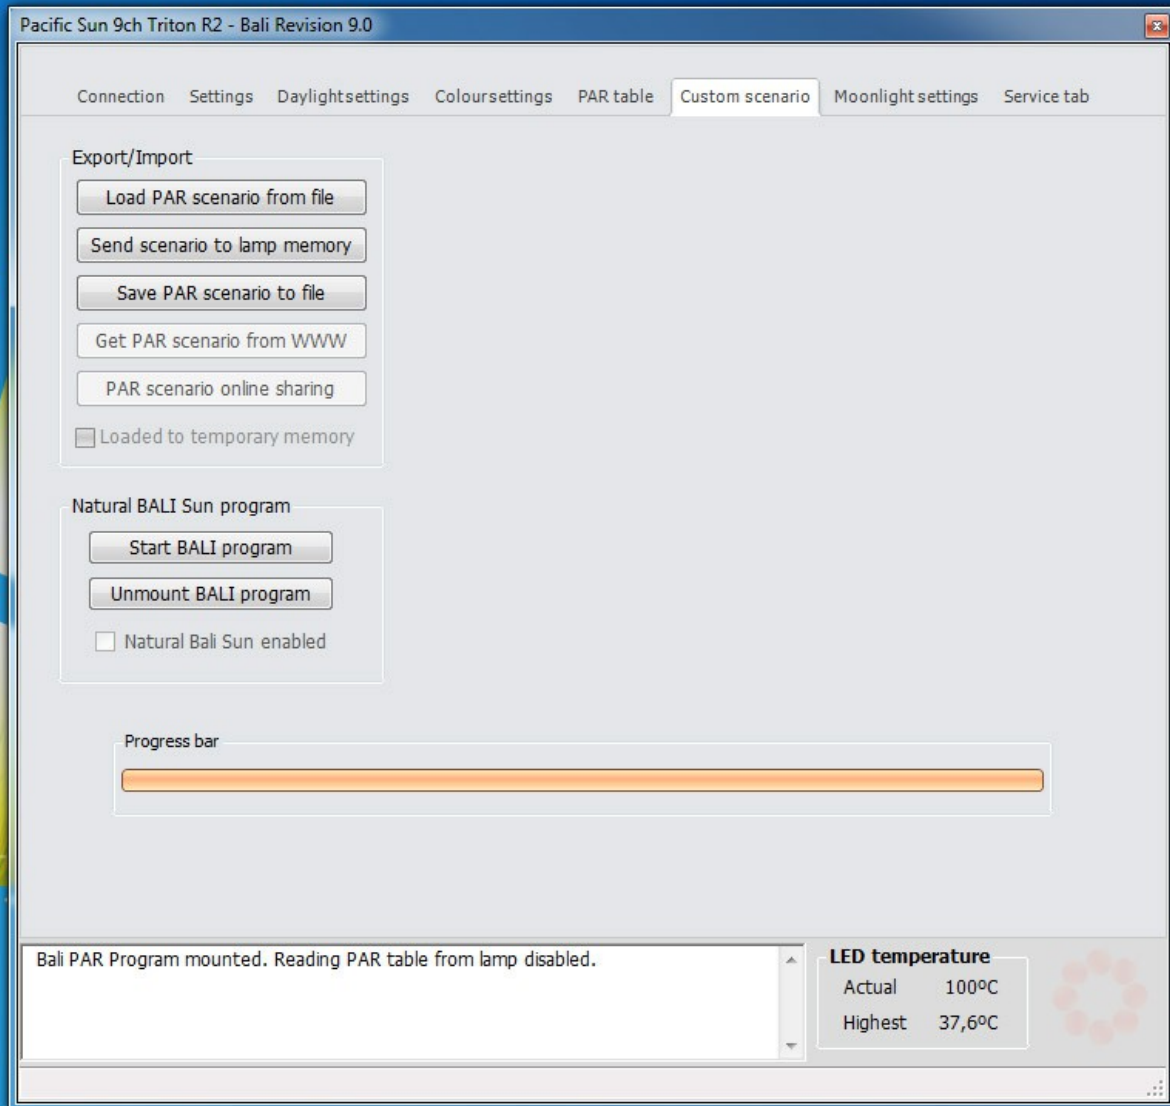 Pacific Sun 9ch Triton R2 - Bali Revision 9.0
Connection Settings Daylightsettings Coloursettings PAR table Custom scenario Moonlight settings Service tab
Export/Import
Load PAR scenario from file
Send scenario to lamp memory
Save PAR scenario to file
Get PAR scenario from WWW
PAR scenario online sharing
Loaded to temporary memory
Natural BALI Sun program
Start BALI program
Unmount BALI program
Natural Bali Sun enabled
Progress bar
Bali PAR Program mounted. Reading PAR table from lamp disabled.
LED temperature
Actual 100ºC
Highest 37,6ºC